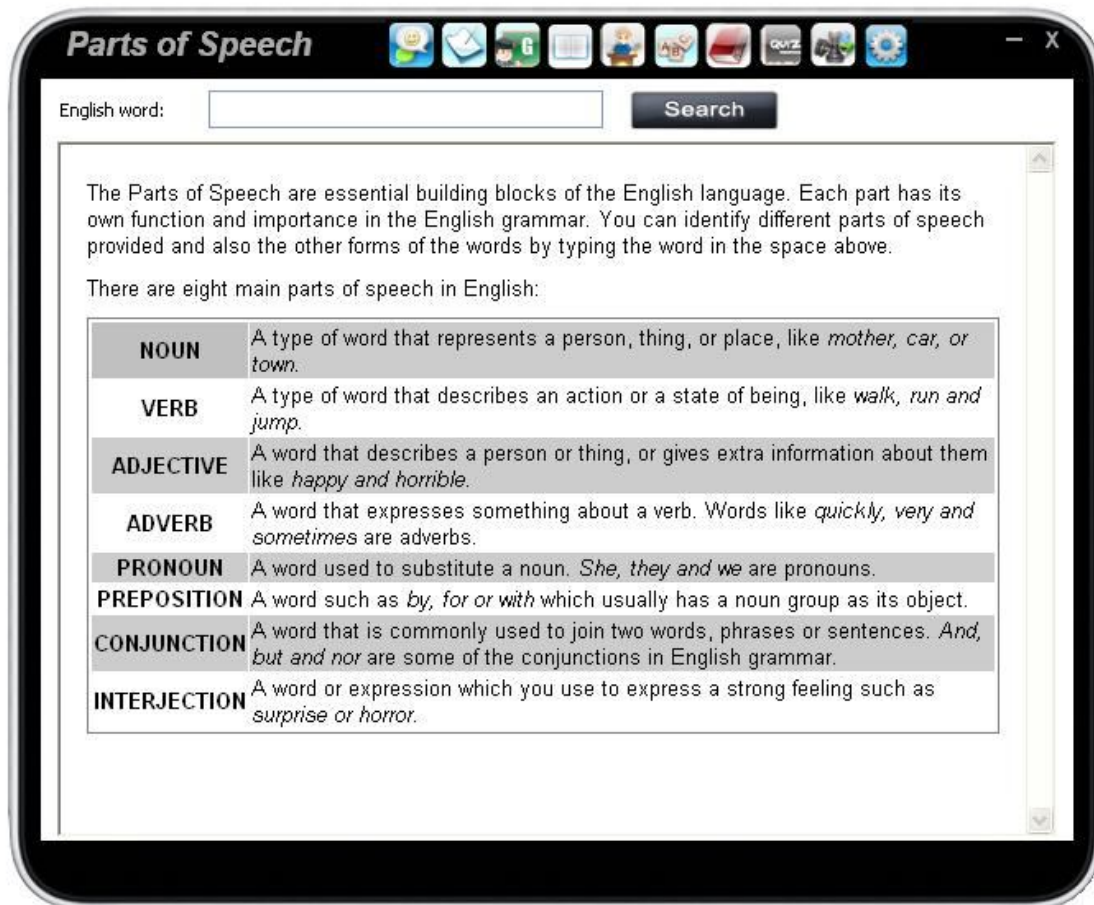 Parts of Speech
G
QUIZ
— X
English word:
Search
The Parts of Speech are essential building blocks of the English language. Each part has its
own function and importance in the English grammar. You can identify different parts of speech
provided and also the other forms of the words by typing the word in the space above.
There are eight main parts of speech in English:
NOUN
A type of word that represents a person, thing, or place, like mother, car, or
town.
VERB
A type of word that describes an action or a state of being, like walk, run and
jump.
ADJECTIVE
A word that describes a person or thing, or gives extra information about them
like happy and horrible.
ADVERB
A word that expresses something about a verb. Words like quickly, very and
sometimes are adverbs.
PRONOUN A word used to substitute a noun. She, they and we are pronouns.
PREPOSITION A word such as by, for or with which usually has a noun group as its object.
CONJUNCTION
A word that is commonly used to join two words, phrases or sentences. And,
but and nor are some of the conjunctions in English grammar.
INTERJECTION
A word or expression which you use to express a strong feeling such as
surprise or horror.